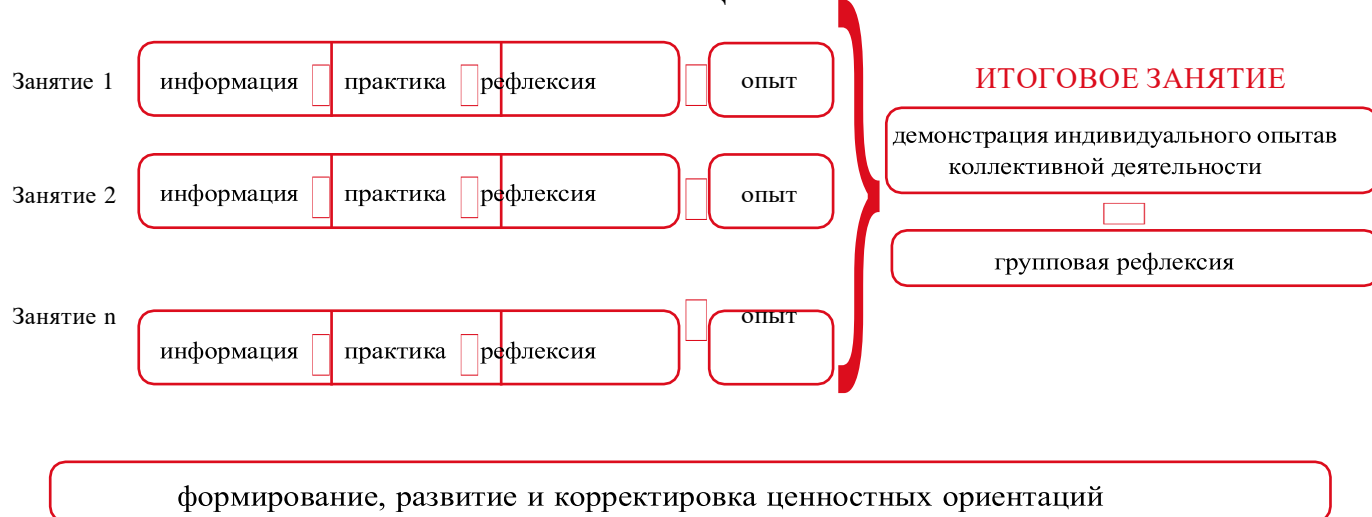 Занятие 1 информация практика рефлексия опыт
Занятие 2 информация практика рефлексия опыт
Занятие n информация практика рефлексия опыт
ИТОГОВОЕ ЗАНЯТИЕ
демонстрация индивидуального опытав
коллективной деятельности
групповая рефлексия
формирование, развитие и корректировка ценностных ориентаций